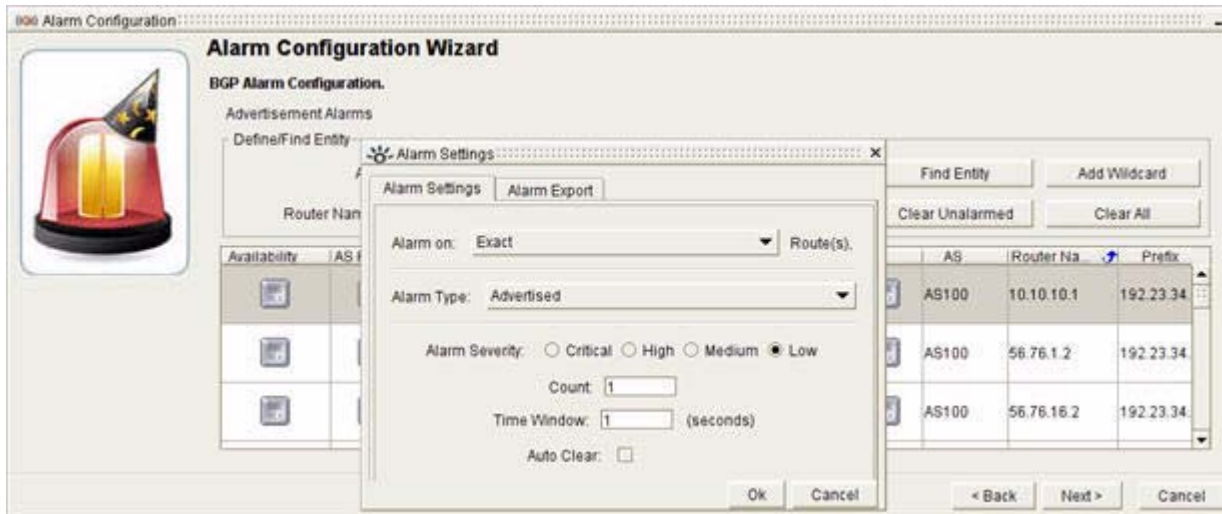 Alarm Configuration
Alarm Configuration Wizard
BGP Alarm Configuration.
Advertisement Alarms
Define/Find Entity
Router Nan
Find Entity
Add Wildcard
Clear Unalarmed
Clear All
Alarm Settings
Alarm Settings
Alarm Export
Alarm on: Exact Route(s).
Alarm Type: Advertised
Alarm Severity: Critical High Medium Low
Count: 1
Time Window: 1 (seconds)
Auto Clear:
Ok Cancel
Availability AS AS Router Na... Prefix
AS100 10.10.10.1 192.23.34.
AS100 56.76.1.2 192.23.34.
AS100 56.76.16.2 192.23.34.
< Back Next > Cancel